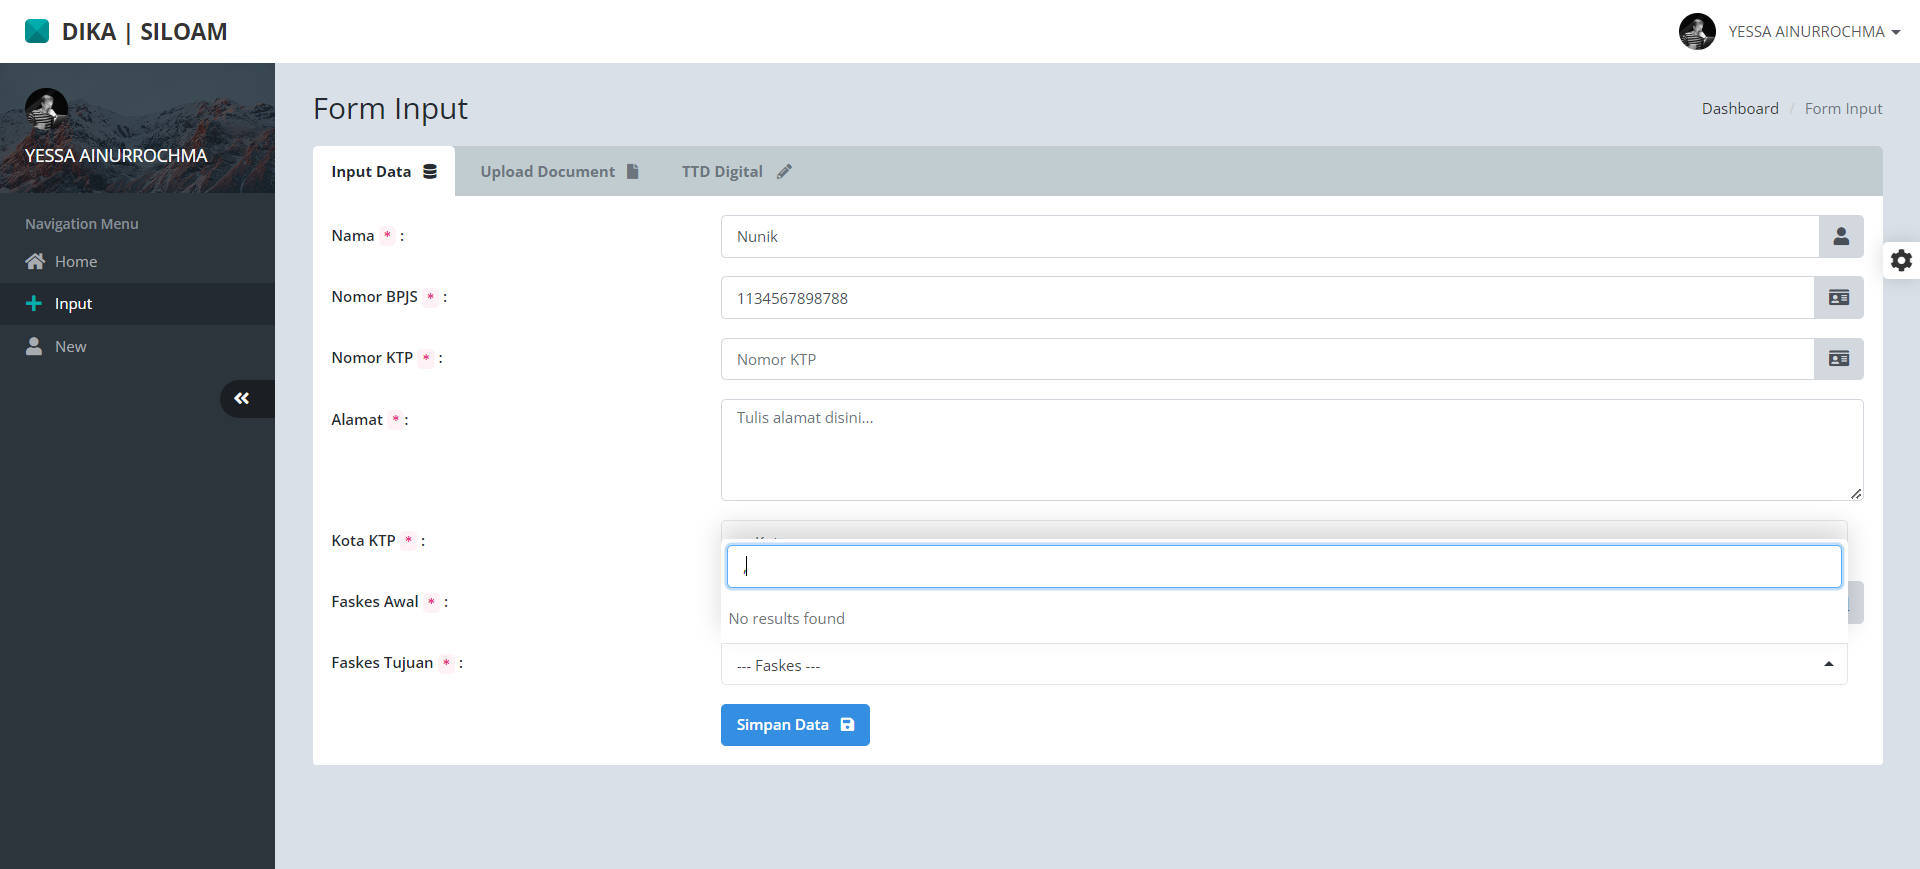 DIKA | SILOAM
YESSA AINURROCHMA
YESSA AINURROCHMA
Navigation Menu
Home
Input
New
Form Input
Dashboard / Form Input
Input Data
Upload Document
TTD Digital
Nama * :
Nunik
Nomor BPJS * :
1134567898788
Nomor KTP * :
Nomor KTP
Alamat * :
Tulis alamat disini...
Kota KTP * :
,
Faskes Awal * :
No results found
Faskes Tujuan * :
--- Faskes ---
Simpan Data